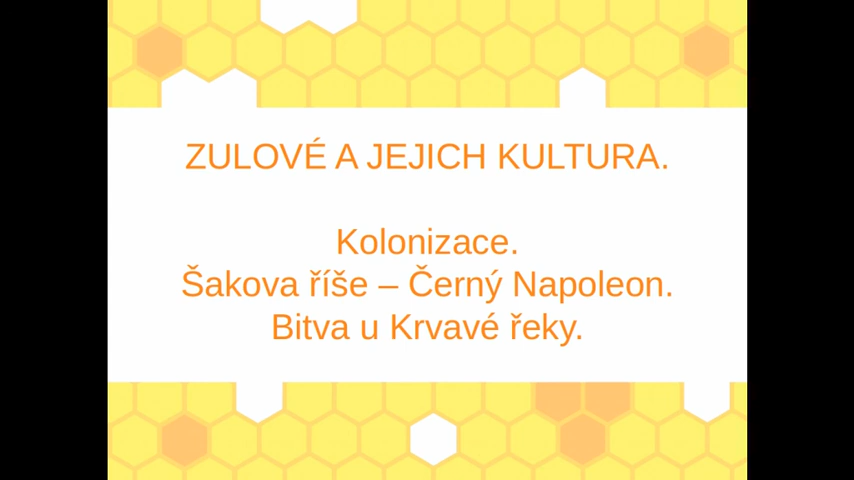 ZULOVÉ A JEJICH KULTURA.
Kolonizace.
Šakova říše – Černý Napoleon.
Bitva u Krvavé řeky.